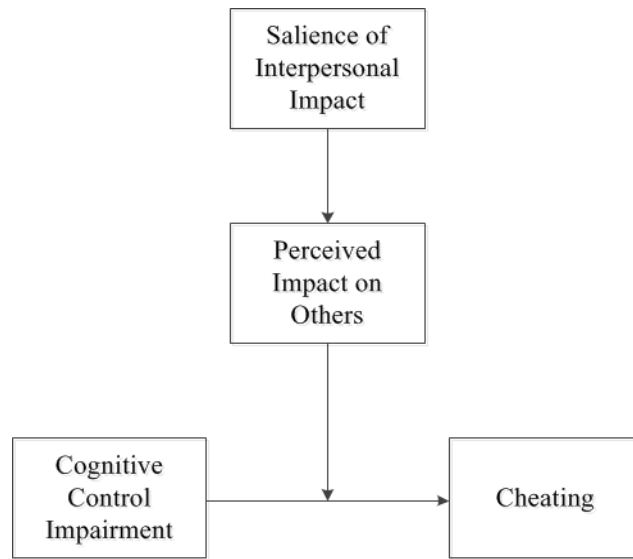 Salience of
Interpersonal
Impact
Perceived
Impact on
Others
Cognitive
Control
Impairment
Cheating